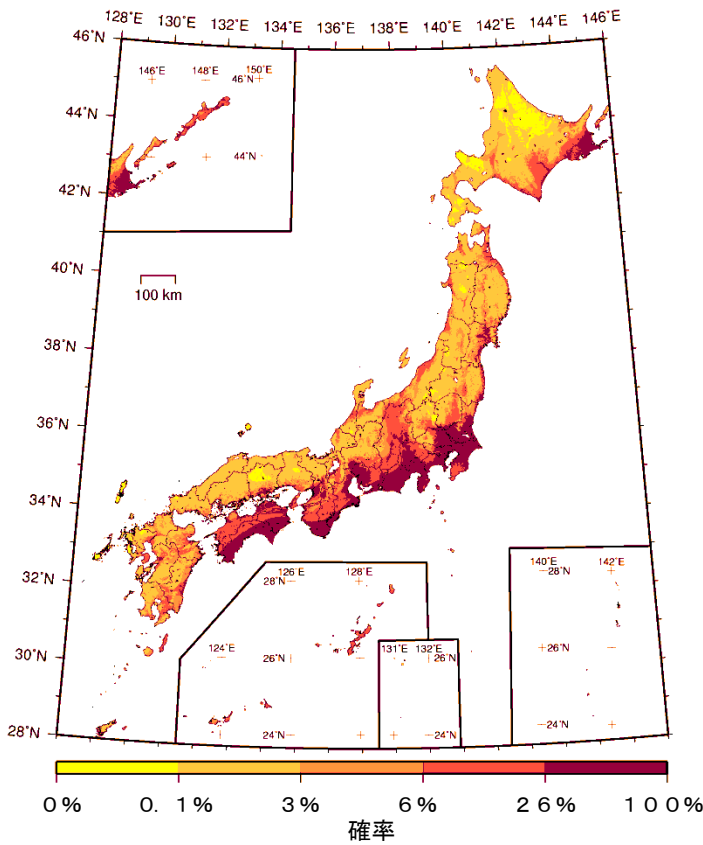 128°E 130°E 132°E 134°E 136°E 138°E 140°E 142°E 144°E 146°E
46°N
146°E 148°E 150°E
46°N
44°N
44°N
42°N
40°N
100 km
38°N
36°N
34°N
32°N
126°E 128°E
28°N
140°E 142°E
28°N
30°N
124°E
26°N
131°E 132°E
26°N
26°N
28°N
24°N
24°N
24°N
0% 0.1% 3% 6% 26% 100%
確率